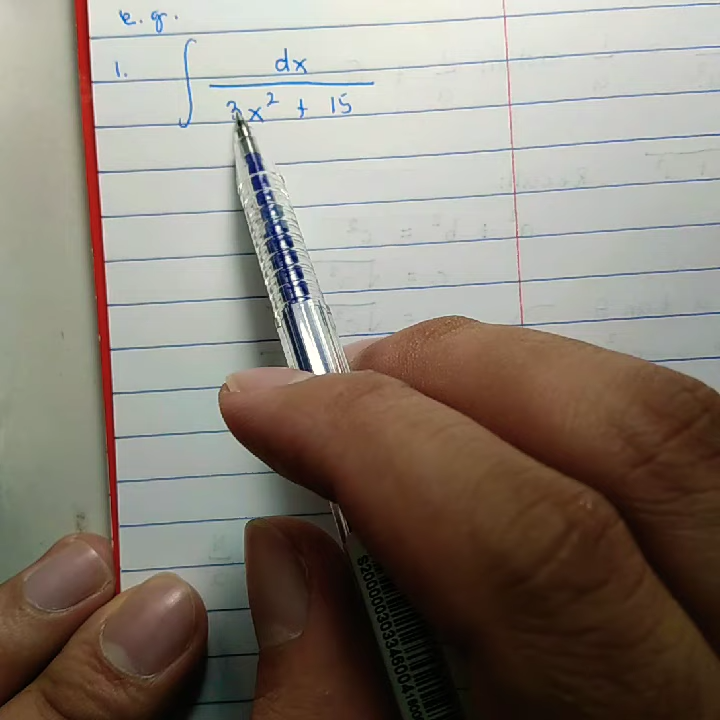 e.g.
1. ∫ dx
3x² + 15